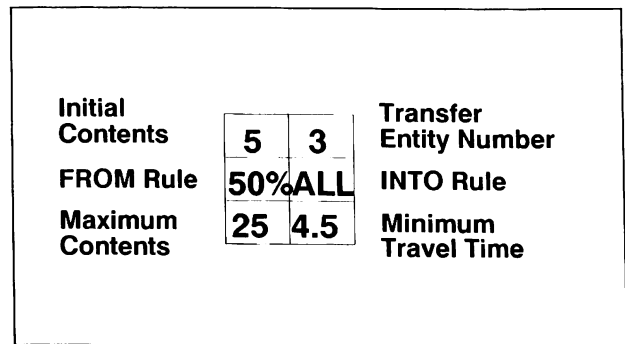 Initial
Contents
5 3
Transfer
Entity Number
FROM Rule
50% ALL
INTO Rule
Maximum
Contents
25 4.5
Minimum
Travel Time